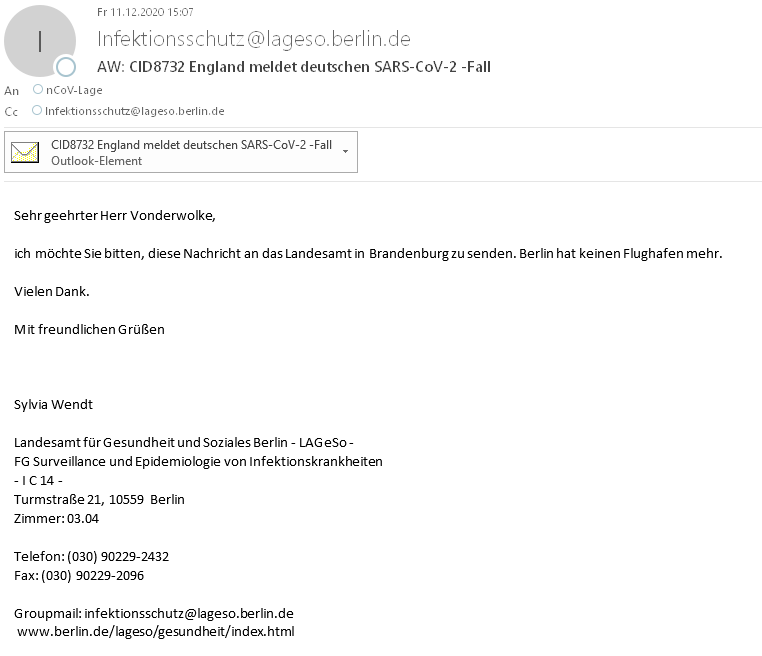 I
Fr 11.12.2020 15:07
Infektionsschutz@lageso.berlin.de
AW: CID8732 England meldet deutschen SARS-CoV-2 -Fall
An nCoV-Lage
Cc Infektionsschutz@lageso.berlin.de
CID8732 England meldet deutschen SARS-CoV-2 -Fall
Outlook-Element
Sehr geehrter Herr Vonderwolke,
ich möchte Sie bitten, diese Nachricht an das Landesamt in Brandenburg zu senden. Berlin hat keinen Flughafen mehr.
Vielen Dank.
Mit freundlichen Grüßen
Sylvia Wendt
Landesamt für Gesundheit und Soziales Berlin - LAGeSo -
FG Surveillance und Epidemiologie von Infektionskrankheiten
- I C 14 -
Turmstraße 21, 10559 Berlin
Zimmer: 03.04
Telefon: (030) 90229-2432
Fax: (030) 90229-2096
Groupmail: infektionsschutz@lageso.berlin.de
www.berlin.de/lageso/gesundheit/index.html